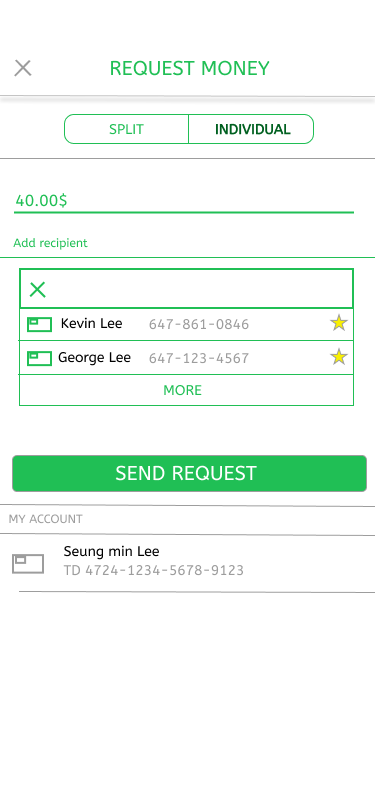 REQUEST MONEY
SPLIT INDIVIDUAL
40.00$
Add recipient
Kevin Lee 647-861-0846
George Lee 647-123-4567
MORE
SEND REQUEST
MY ACCOUNT
Seung min Lee
TD 4724-1234-5678-9123